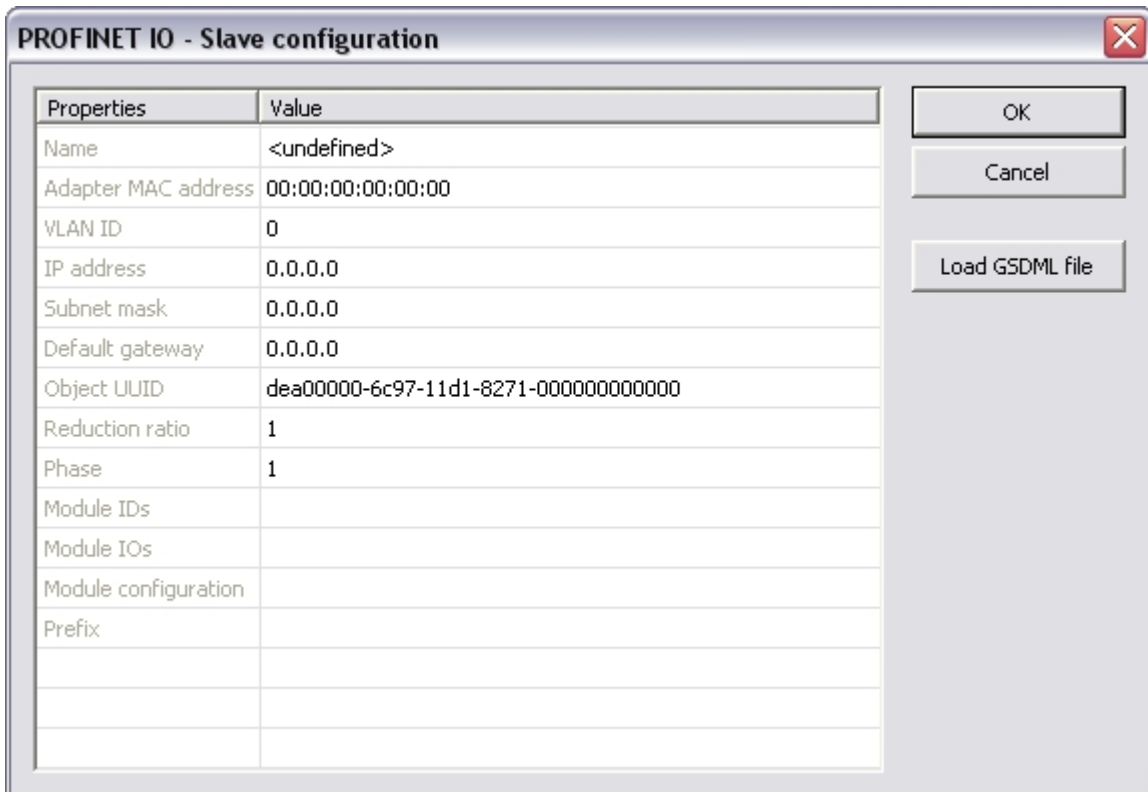 PROFINET IO - Slave configuration
Properties Value
Name <undefined>
Adapter MAC address 00:00:00:00:00:00
VLAN ID 0
IP address 0.0.0.0
Subnet mask 0.0.0.0
Default gateway 0.0.0.0
Object UUID dea00000-6c97-11d1-8271-000000000000
Reduction ratio 1
Phase 1
Module IDs
Module IOs
Module configuration
Prefix
OK
Cancel
Load GSDML file